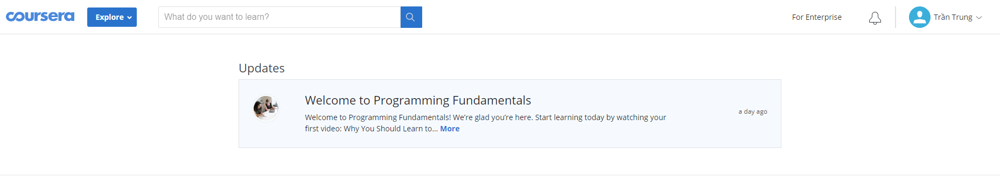 coursera
Explore
What do you want to learn?
For Enterprise
Trần Trung
Updates
Welcome to Programming Fundamentals
Welcome to Programming Fundamentals! We’re glad you’re here. Start learning today by watching your
first video: Why You Should Learn to... More
a day ago